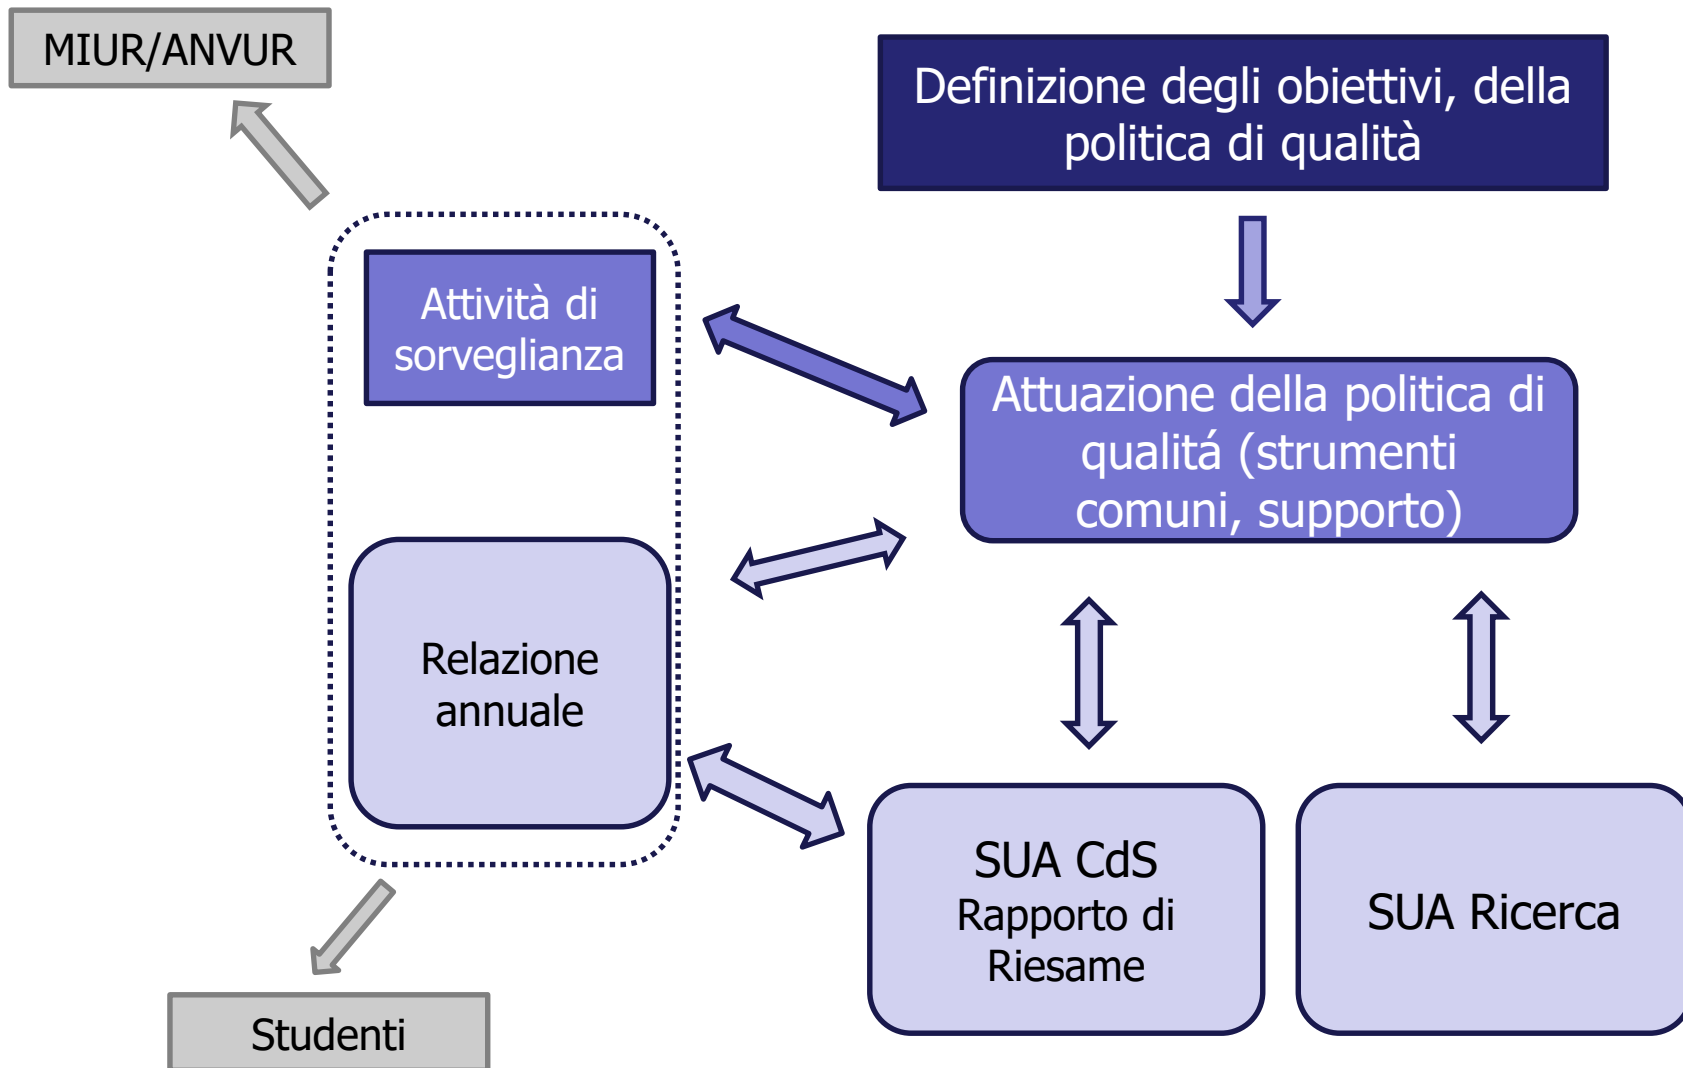 MIUR/ANVUR
Definizione degli obiettivi, della
politica di qualità
Attività di
sorveglianza
Attuazione della politica di
qualitá (strumenti
comuni, supporto)
Relazione
annuale
SUA CdS
Rapporto di
Riesame
SUA Ricerca
Studenti